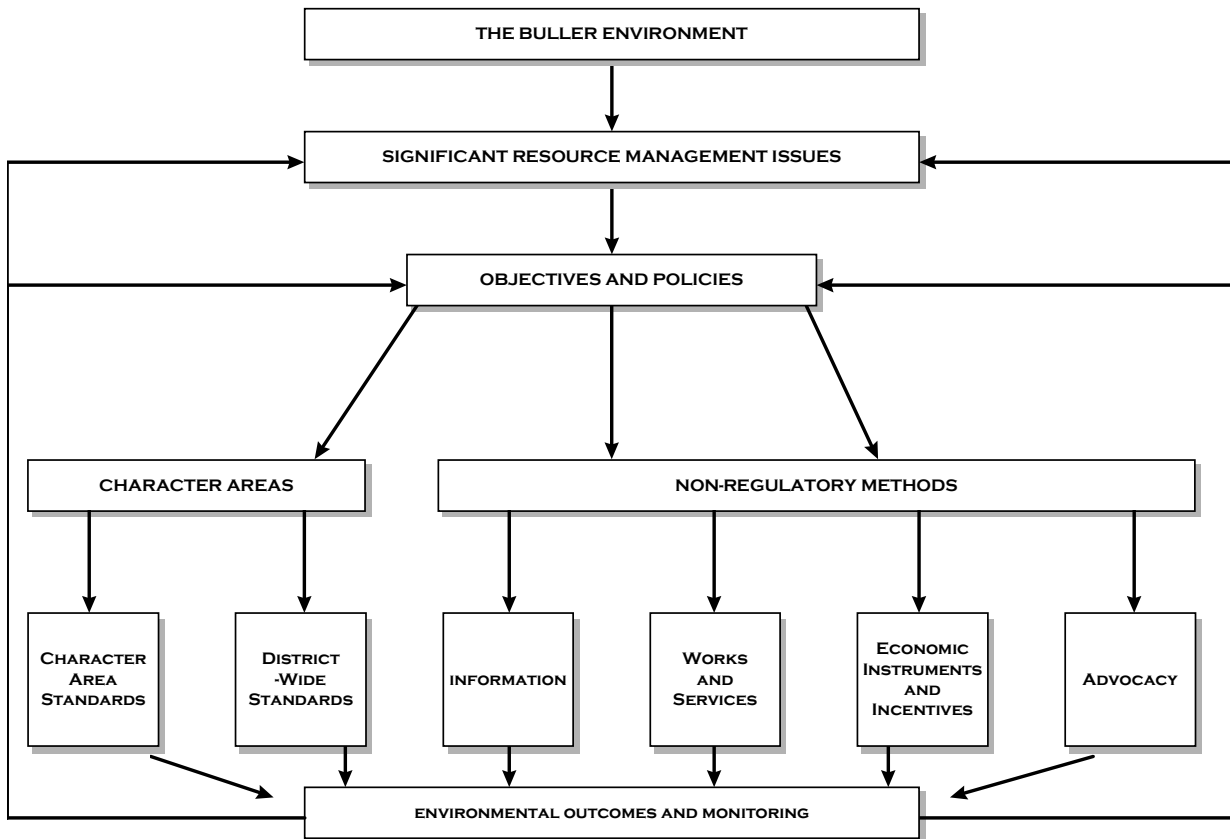 THE BULLER ENVIRONMENT
SIGNIFICANT RESOURCE MANAGEMENT ISSUES
OBJECTIVES AND POLICIES
CHARACTER AREAS
NON-REGULATORY METHODS
CHARACTER
AREA
STANDARDS
DISTRICT
-WIDE
STANDARDS
INFORMATION
WORKS
AND
SERVICES
ECONOMIC
INSTRUMENTS
AND
INCENTIVES
ADVOCACY
ENVIRONMENTAL OUTCOMES AND MONITORING